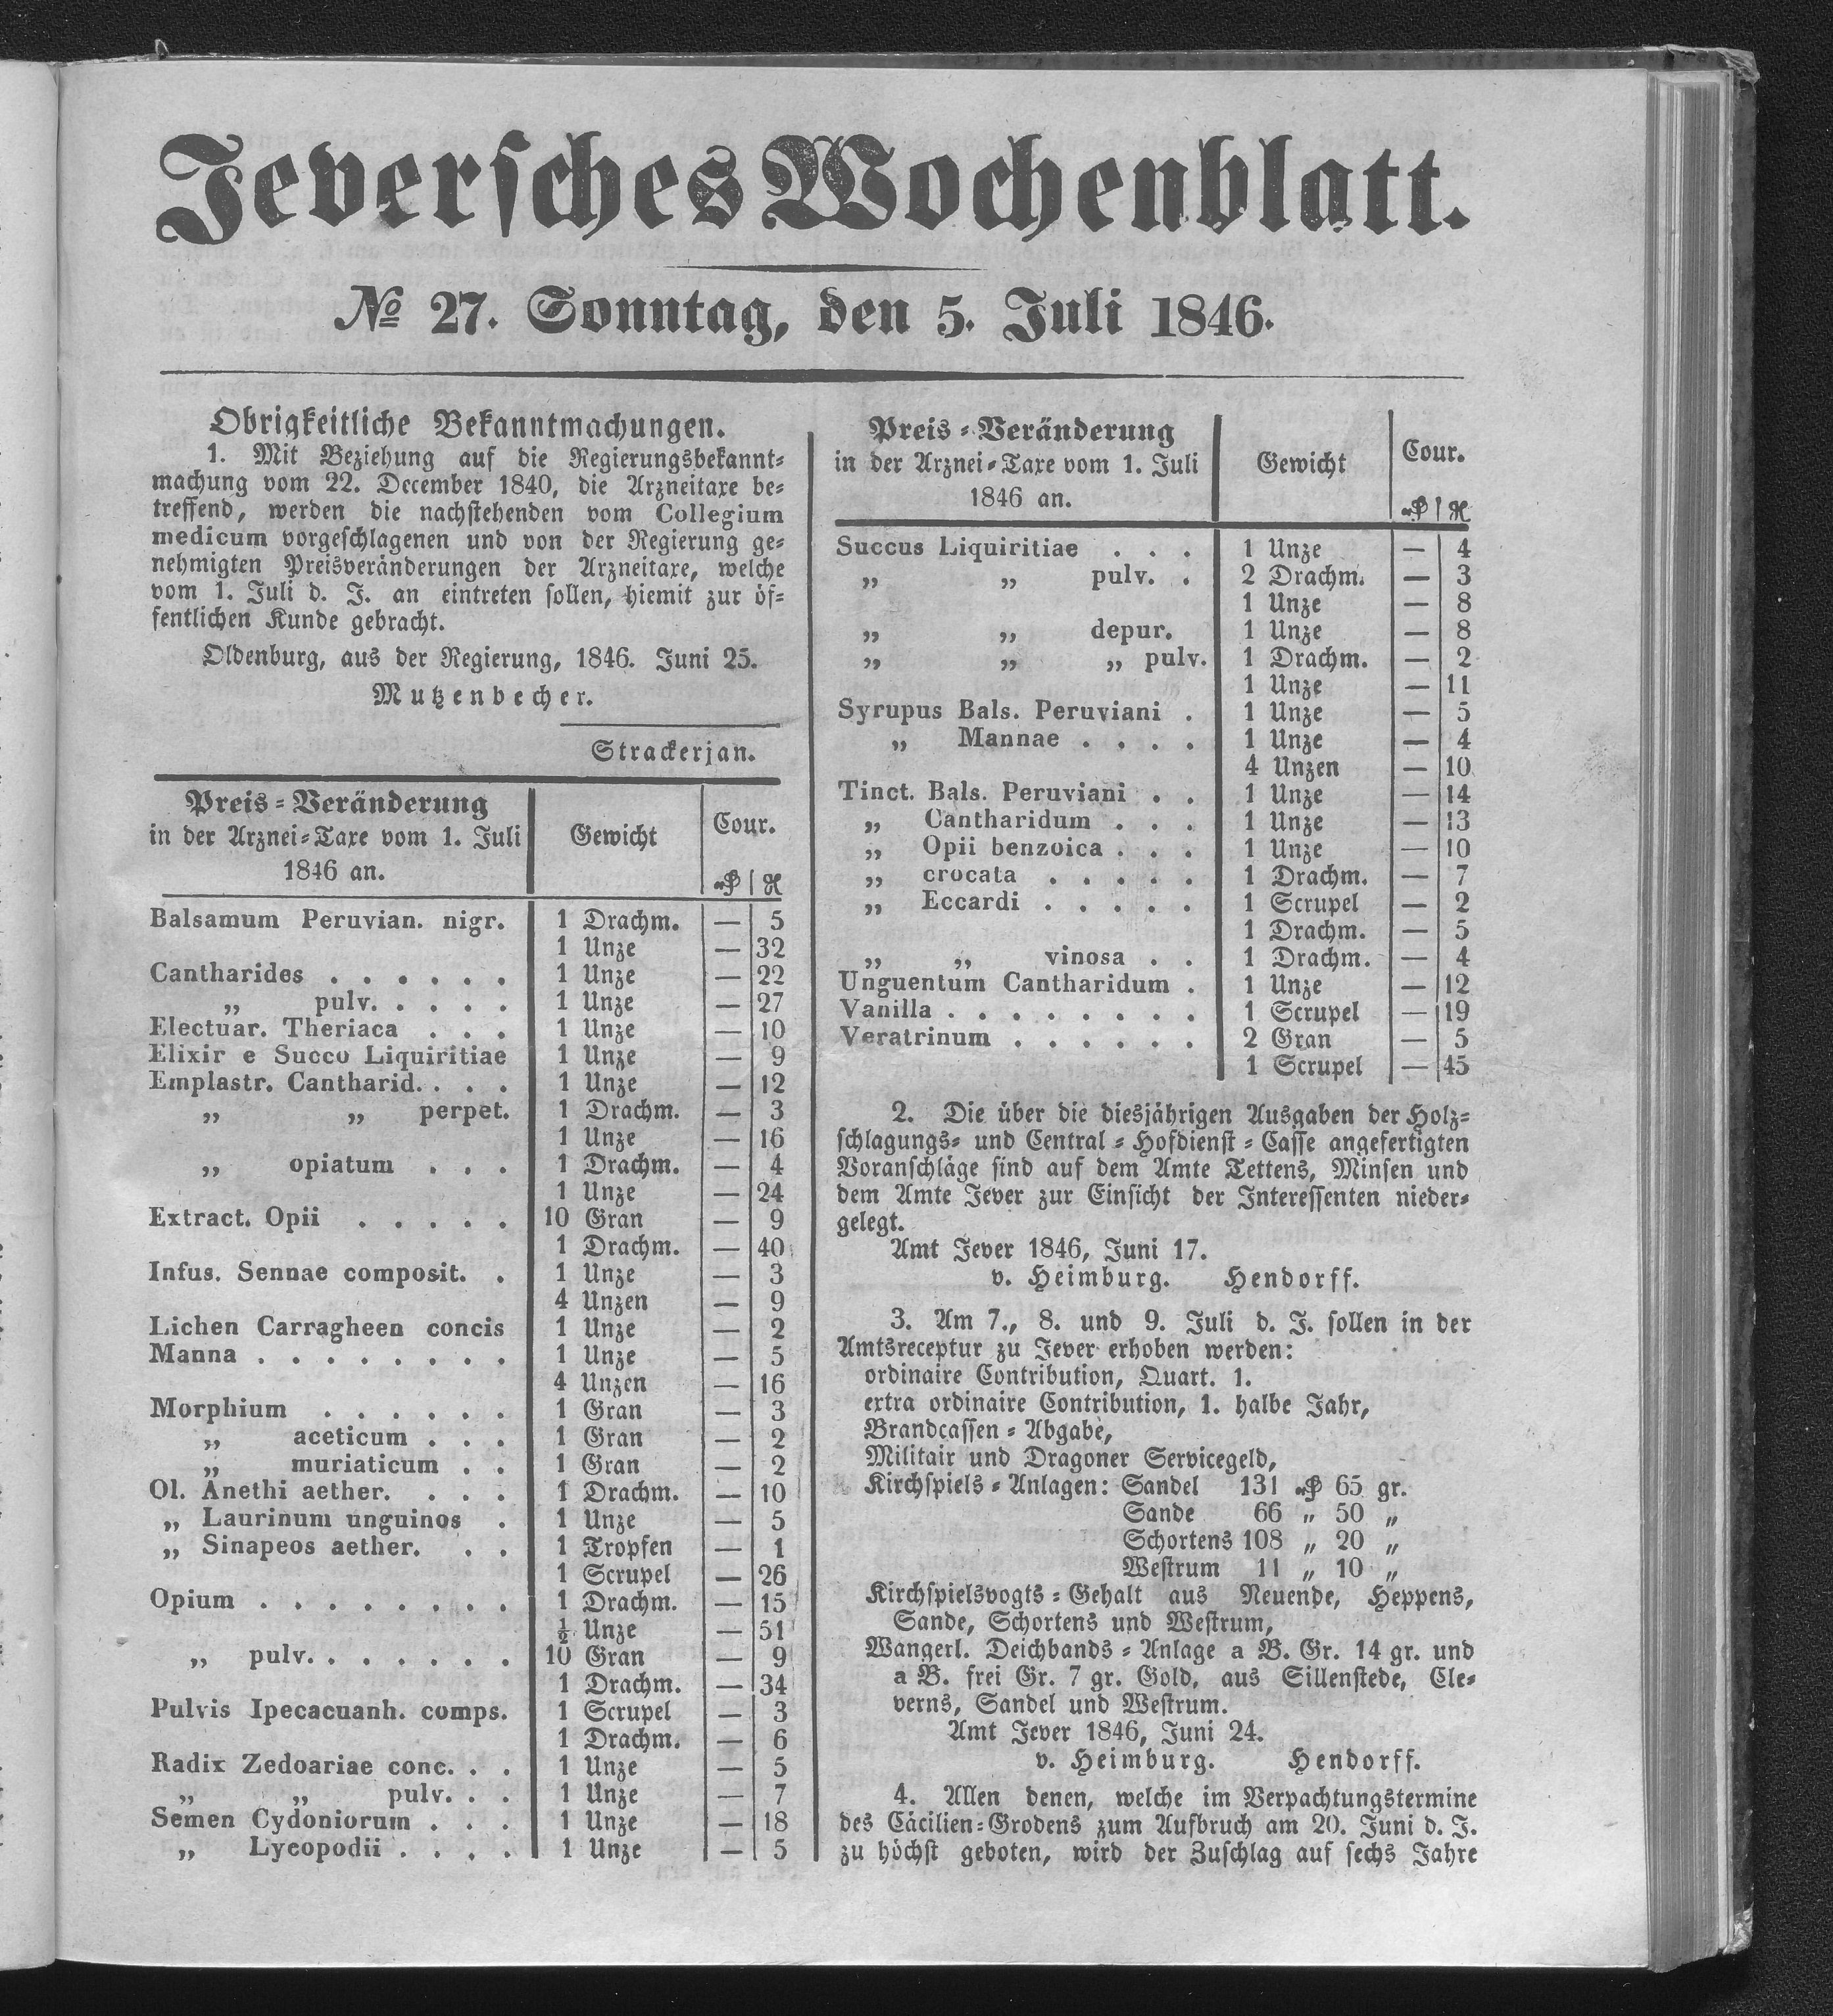 Jeversches Wochenblatt.
№ 27. Sonntag, den 5. Juli 1846.
Obrigkeitliche Bekanntmachungen.
1. Mit Beziehung auf die Regierungsbekannt-
machung vom 22. December 1840, die Arzneitaxe be-
treffend, werden die nachstehenden vom Collegium
medicum vorgeschlagenen und von der Regierung ge-
nehmigten Preisveränderungen der Arzneitaxe, welche
vom 1. Juli d. J. an eintreten sollen, hiemit zur öf-
fentlichen Kunde gebracht.
Oldenburg, aus der Regierung, 1846. Juni 25.
Mutzenbecher.
Strackerjan.
Preis-Veränderung
in der Arznei-Taxe vom 1. Juli
1846 an.
Gewicht
Cour.
Balsamum Peruvian. nigr. 1 Drachm. — 5
1 Unze — 32
Cantharides . . . . . . 1 Unze — 22
„ pulv. . . . . 1 Unze — 27
Electuar. Theriaca . . . 1 Unze — 10
Elixir e Succo Liquiritiae 1 Unze — 9
Emplastr. Cantharid. . . . 1 Unze — 12
„ „ perpet. 1 Drachm. — 3
1 Unze — 16
„ opiatum . . . 1 Drachm. — 4
1 Unze — 24
Extract. Opii . . . . . 10 Gran — 9
1 Drachm. — 40
Infus. Sennae composit. . 1 Unze — 3
4 Unzen — 9
Lichen Carragheen concis 1 Unze — 2
Manna . . . . . . . . 1 Unze — 5
4 Unzen — 16
Morphium . . . . . . 1 Gran — 3
„ aceticum . . . 1 Gran — 2
„ muriaticum . . 1 Gran — 2
Ol. Anethi aether. . . . 1 Drachm. — 10
„ Laurinum unguinos . 1 Unze — 5
„ Sinapeos aether. . . 1 Tropfen — 1
1 Scrupel — 26
Opium . . . . . . . . 1 Drachm. — 15
½ Unze — 51
„ pulv. . . . . . . 10 Gran — 9
1 Drachm. — 34
Pulvis Ipecacuanh. comps. 1 Scrupel — 3
1 Drachm. — 6
Radix Zedoariae conc. . . 1 Unze — 5
„ „ pulv. . . 1 Unze — 7
Semen Cydoniorum . . . 1 Unze — 18
„ Lycopodii . . . . 1 Unze — 5
Preis-Veränderung
in der Arznei-Taxe vom 1. Juli
1846 an.
Gewicht
Cour.
Succus Liquiritiae . . . 1 Unze — 4
„ „ pulv. . 2 Drachm. — 3
1 Unze — 8
„ „ depur. 1 Unze — 8
„ „ „ pulv. 1 Drachm. — 2
1 Unze — 11
Syrupus Bals. Peruviani . 1 Unze — 5
„ Mannae . . . . 1 Unze — 4
4 Unzen — 10
Tinct. Bals. Peruviani . . 1 Unze — 14
„ Cantharidum . . . 1 Unze — 13
„ Opii benzoica . . . 1 Unze — 10
„ crocata . . . . . 1 Drachm. — 7
„ Eccardi . . . . . 1 Scrupel — 2
1 Drachm. — 5
„ „ vinosa . . 1 Drachm. — 4
Unguentum Cantharidum . 1 Unze — 12
Vanilla . . . . . . . . 1 Scrupel — 19
Veratrinum . . . . . . 2 Gran — 5
1 Scrupel — 45
2. Die über die diesjährigen Ausgaben der Holz-
schlagungs- und Central-Hofdienst-Casse angefertigten
Voranschläge sind auf dem Amte Tettens, Minsen und
dem Amte Jever zur Einsicht der Interessenten nieder-
gelegt.
Amt Jever 1846, Juni 17.
v. Heimburg. Hendorff.
3. Am 7., 8. und 9. Juli d. J. sollen in der
Amtsreceptur zu Jever erhoben werden:
ordinaire Contribution, Quart. 1.
extra ordinaire Contribution, 1. halbe Jahr,
Brandcassen-Abgabe,
Militair und Dragoner Servicegeld,
Kirchspiels-Anlagen: Sandel 131 65 gr.
Sande 66 „ 50 „
Schortens 108 „ 20 „
Westrum 11 „ 10 „
Kirchspielsvogts-Gehalt aus Neuende, Heppens,
Sande, Schortens und Westrum,
Wangerl. Deichbands-Anlage a B. Gr. 14 gr. und
a B. frei Gr. 7 gr. Gold, aus Sillenstede, Cle-
verns, Sandel und Westrum.
Amt Jever 1846, Juni 24.
v. Heimburg. Hendorff.
4. Allen denen, welche im Verpachtungstermine
des Cäcilien-Grodens zum Aufbruch am 20. Juni d. J.
zu höchst geboten, wird der Zuschlag auf sechs Jahre